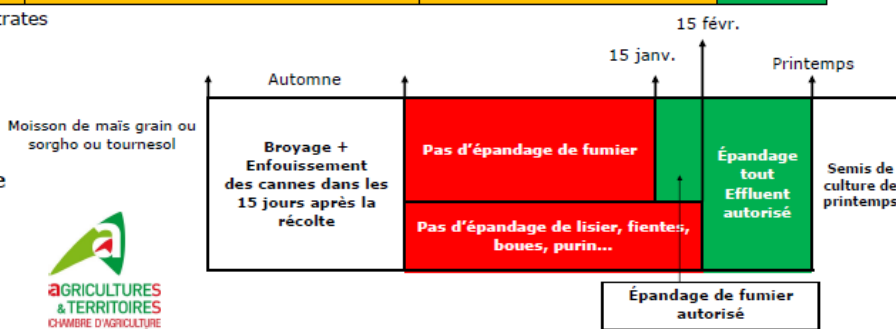 trates
15 févr.
15 janv.
Printemps
Automne
Moisson de maïs grain ou
sorgho ou tournesol
Broyage +
Enfouissement
des cannes dans les
15 jours après la
récolte
Pas d'épandage de fumier
Pas d'épandage de lisier, fientes,
boues, purin...
Épandage
tout
Effluent
autorisé
Semis de
culture de
printemps
e
Épandage de fumier
autorisé
aGRICULTURES
&TERRITOIRES
CHAMBRE D'AGRICULTURE